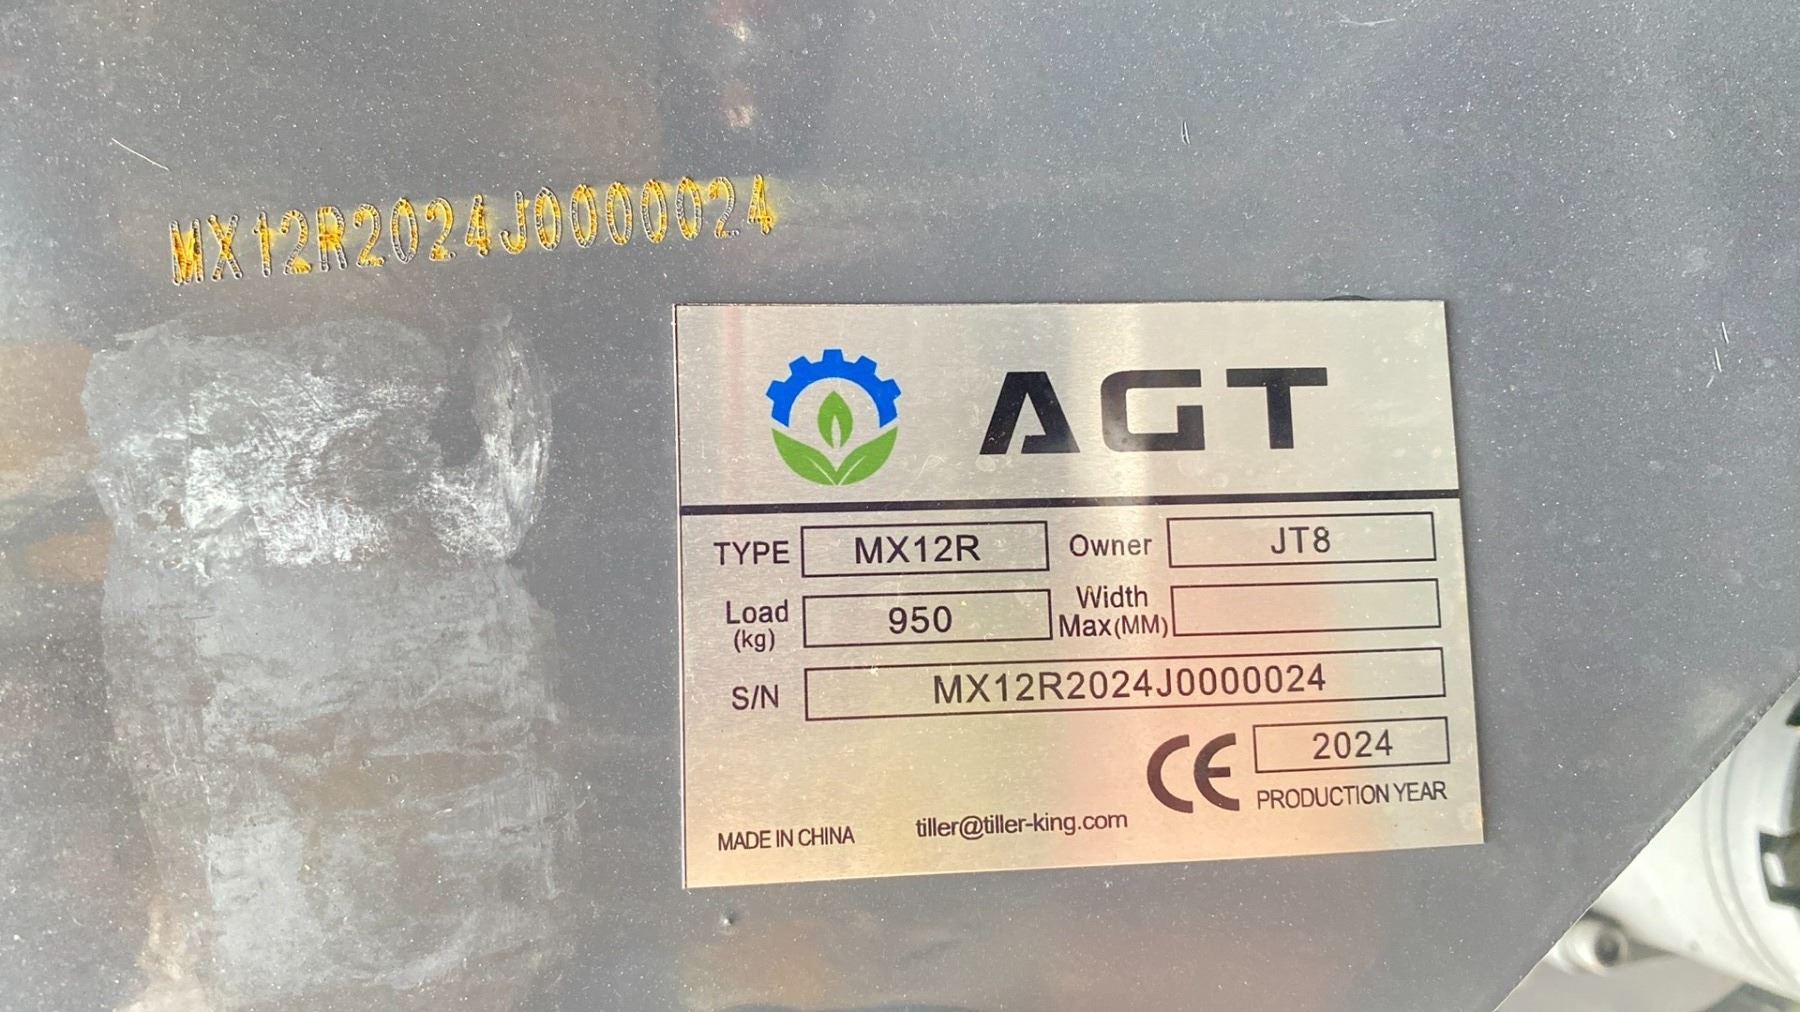 MX12R2024J0000024
AGT
TYPE MX12R Owner JT8
Load (kg) 950 Width Max(MM)
S/N MX12R2024J0000024
CE 2024
PRODUCTION YEAR
MADE IN CHINA tiller@tiller-king.com